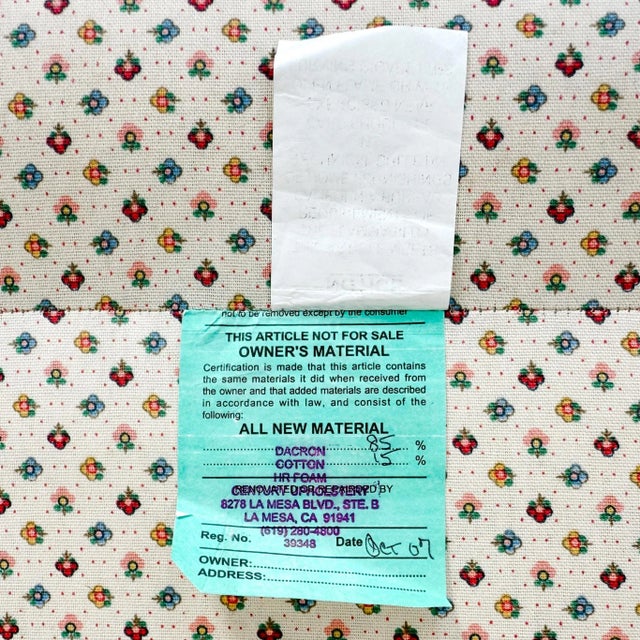 not to be removed except by the consumer
THIS ARTICLE NOT FOR SALE
OWNER'S MATERIAL
Certification is made that this article contains
the same materials it did when received from
the owner and that added materials are described
in accordance with law, and consist of the
following:
ALL NEW MATERIAL
DACRON 85 %
COTTON 15 %
HR FOAM
RENOVATED OR REPAIRED BY
CENTURY UPHOLSTERY
8278 LA MESA BLVD., STE. B
LA MESA, CA 91941
(619) 280-4800
Reg. No. 39348 Date Oct 07
OWNER:
ADDRESS: